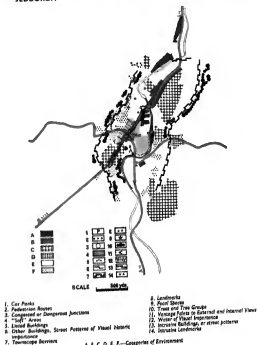 A
B
C
D
E
F
SCALE 500 yds.
1. Car Parks
2. Pedestrian Routes
3. Congested or Dangerous Junctions
4. "Soft" Areas
5. Listed Buildings
6. Other Buildings, Street Patterns of Visual historic
importance
7. Townscape Barriers
8. Landmarks
9. Focal Spaces
10. Trees and Tree Groups
11. Vantage Points to External and Internal Views
12. Water of Visual Importance
13. Intrusive Buildings, or street patterns
14. Intrusive Landmarks
A, B, C, D, E, F.—Categories of Environment